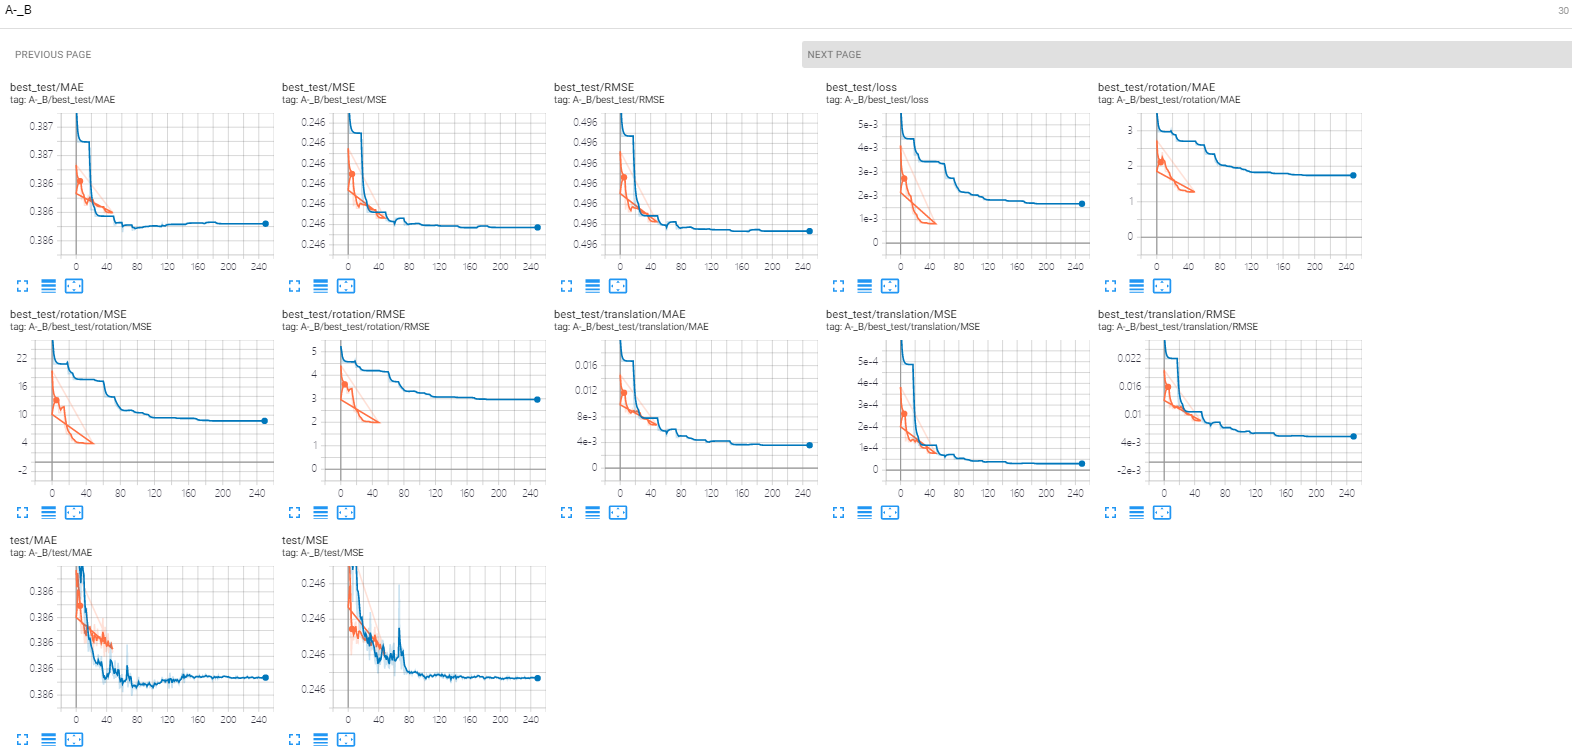 A-_B
30
PREVIOUS PAGE
NEXT PAGE
best_test/MAE
tag: A-_B/best_test/MAE
0.387
0.387
0.386
0.386
0.386
0 40 80 120 160 200 240
best_test/MSE
tag: A-_B/best_test/MSE
0.246
0.246
0.246
0.246
0.246
0.246
0.246
0 40 80 120 160 200 240
best_test/RMSE
tag: A-_B/best_test/RMSE
0.496
0.496
0.496
0.496
0.496
0.496
0.496
0 40 80 120 160 200 240
best_test/loss
tag: A-_B/best_test/loss
5e-3
4e-3
3e-3
2e-3
1e-3
0
0 40 80 120 160 200 240
best_test/rotation/MAE
tag: A-_B/best_test/rotation/MAE
3
2
1
0
0 40 80 120 160 200 240
best_test/rotation/MSE
tag: A-_B/best_test/rotation/MSE
22
16
10
4
-2
0 40 80 120 160 200 240
best_test/rotation/RMSE
tag: A-_B/best_test/rotation/RMSE
5
4
3
2
1
0
0 40 80 120 160 200 240
best_test/translation/MAE
tag: A-_B/best_test/translation/MAE
0.016
0.012
8e-3
4e-3
0
0 40 80 120 160 200 240
best_test/translation/MSE
tag: A-_B/best_test/translation/MSE
5e-4
4e-4
3e-4
2e-4
1e-4
0
0 40 80 120 160 200 240
best_test/translation/RMSE
tag: A-_B/best_test/translation/RMSE
0.022
0.016
0.01
4e-3
-2e-3
0 40 80 120 160 200 240
test/MAE
tag: A-_B/test/MAE
0.386
0.386
0.386
0.386
0.386
0 40 80 120 160 200 240
test/MSE
tag: A-_B/test/MSE
0.246
0.246
0.246
0.246
0 40 80 120 160 200 240